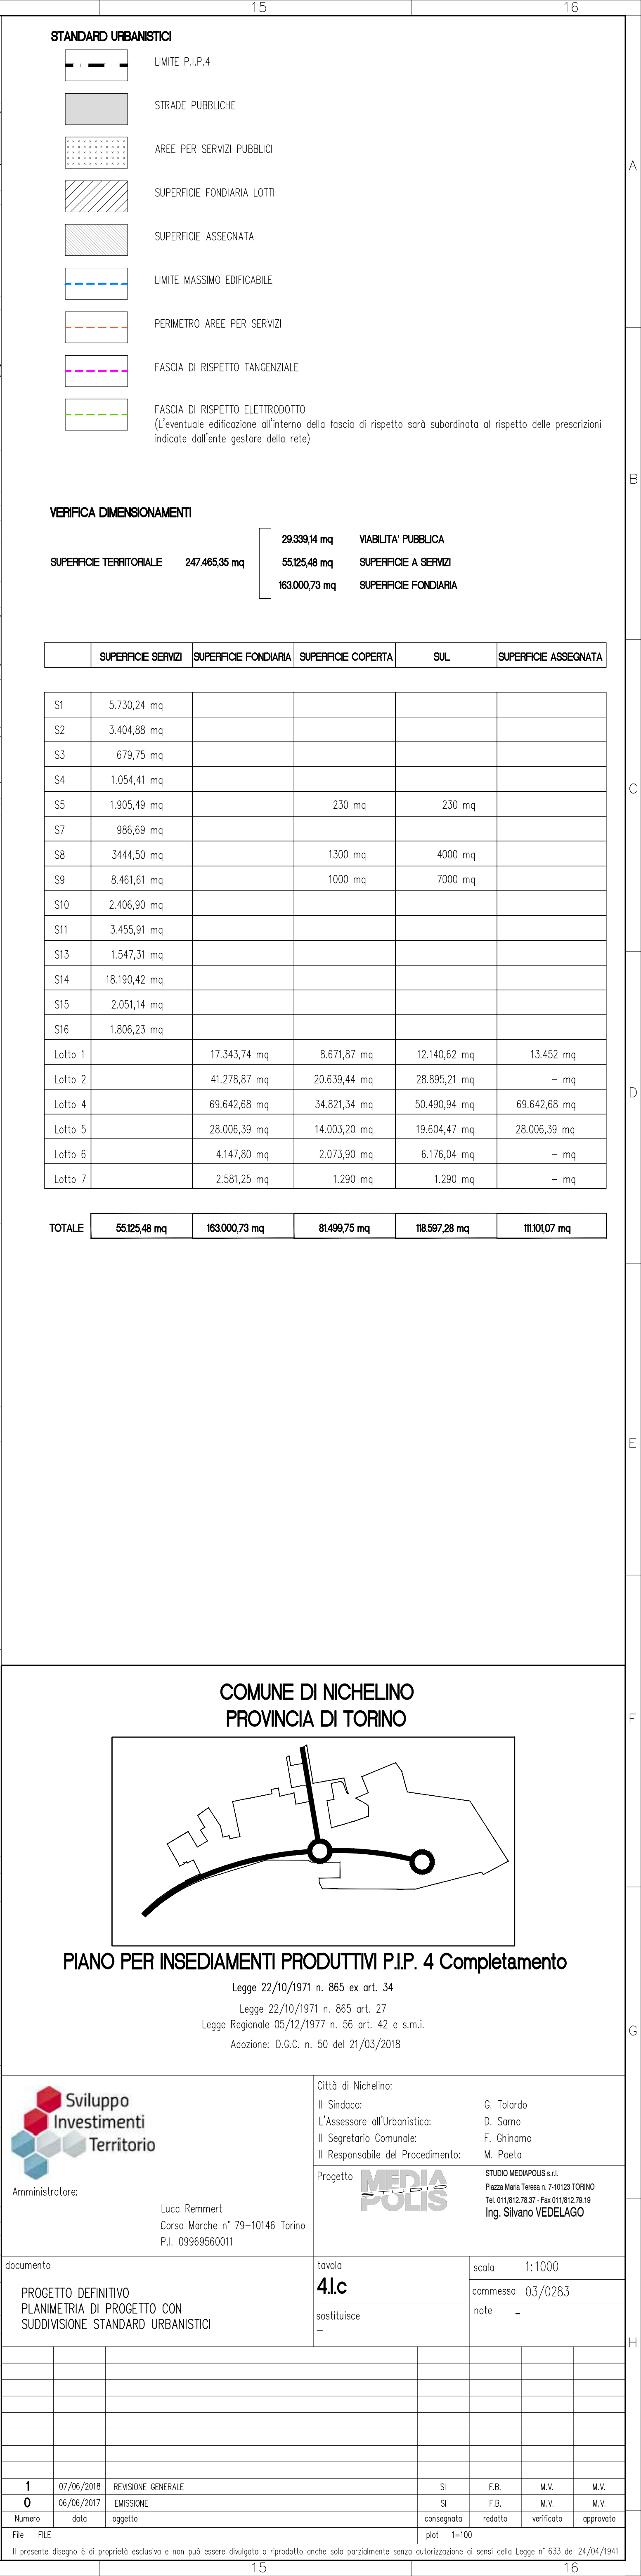 15 16
STANDARD URBANISTICI
LIMITE P.I.P.4
STRADE PUBBLICHE
AREE PER SERVIZI PUBBLICI
A
SUPERFICIE FONDIARIA LOTTI
SUPERFICIE ASSEGNATA
LIMITE MASSIMO EDIFICABILE
PERIMETRO AREE PER SERVIZI
FASCIA DI RISPETTO TANGENZIALE
FASCIA DI RISPETTO ELETTRODOTTO
(L'eventuale edificazione all'interno della fascia di rispetto sarà subordinata al rispetto delle prescrizioni
indicate dall'ente gestore della rete)
B
VERIFICA DIMENSIONAMENTI
29.339,14 mq VIABILITA' PUBBLICA
SUPERFICIE TERRITORIALE 247.465,35 mq 55.125,48 mq SUPERFICIE A SERVIZI
163.000,73 mq SUPERFICIE FONDIARIA
SUPERFICIE SERVIZI SUPERFICIE FONDIARIA SUPERFICIE COPERTA SUL SUPERFICIE ASSEGNATA
S1 5.730,24 mq
S2 3.404,88 mq
S3 679,75 mq
S4 1.054,41 mq
C
S5 1.905,49 mq 230 mq 230 mq
S7 986,69 mq
S8 3444,50 mq 1300 mq 4000 mq
S9 8.461,61 mq 1000 mq 7000 mq
S10 2.406,90 mq
S11 3.455,91 mq
S13 1.547,31 mq
S14 18.190,42 mq
S15 2.051,14 mq
S16 1.806,23 mq
Lotto 1 17.343,74 mq 8.671,87 mq 12.140,62 mq 13.452 mq
Lotto 2 41.278,87 mq 20.639,44 mq 28.895,21 mq - mq
D
Lotto 4 69.642,68 mq 34.821,34 mq 50.490,94 mq 69.642,68 mq
Lotto 5 28.006,39 mq 14.003,20 mq 19.604,47 mq 28.006,39 mq
Lotto 6 4.147,80 mq 2.073,90 mq 6.176,04 mq - mq
Lotto 7 2.581,25 mq 1.290 mq 1.290 mq - mq
TOTALE 55.125,48 mq 163.000,73 mq 81.499,75 mq 118.597,28 mq 111.101,07 mq
E
COMUNE DI NICHELINO
PROVINCIA DI TORINO
F
PIANO PER INSEDIAMENTI PRODUTTIVI P.I.P. 4 Completamento
Legge 22/10/1971 n. 865 ex art. 34
Legge 22/10/1971 n. 865 art. 27
Legge Regionale 05/12/1977 n. 56 art. 42 e s.m.i.
G
Adozione: D.G.C. n. 50 del 21/03/2018
Sviluppo
Investimenti
Territorio
Amministratore:
Luca Remmert
Corso Marche n° 79-10146 Torino
P.I. 09969560011
Città di Nichelino:
Il Sindaco: G. Tolardo
L'Assessore all'Urbanistica: D. Sarno
Il Segretario Comunale: F. Ghinamo
Il Responsabile del Procedimento: M. Poeta
Progetto
MEDIA
STUDIO
POLIS
STUDIO MEDIAPOLIS s.r.l.
Piazza Maria Teresa n. 7-10123 TORINO
Tel. 011/812.78.37 - Fax 011/812.79.19
Ing. Silvano VEDELAGO
documento
PROGETTO DEFINITIVO
PLANIMETRIA DI PROGETTO CON
SUDDIVISIONE STANDARD URBANISTICI
tavola
4.1.c
sostituisce
-
scala 1:1000
commessa 03/0283
note -
H
1 07/06/2018 REVISIONE GENERALE SI F.B. M.V. M.V.
0 06/06/2017 EMISSIONE SI F.B. M.V. M.V.
Numero data oggetto consegnata redatto verificato approvato
File FILE plot 1=100
Il presente disegno è di proprietà esclusiva e non può essere divulgato o riprodotto anche solo parzialmente senza autorizzazione ai sensi della Legge n° 633 del 24/04/1941
15 16